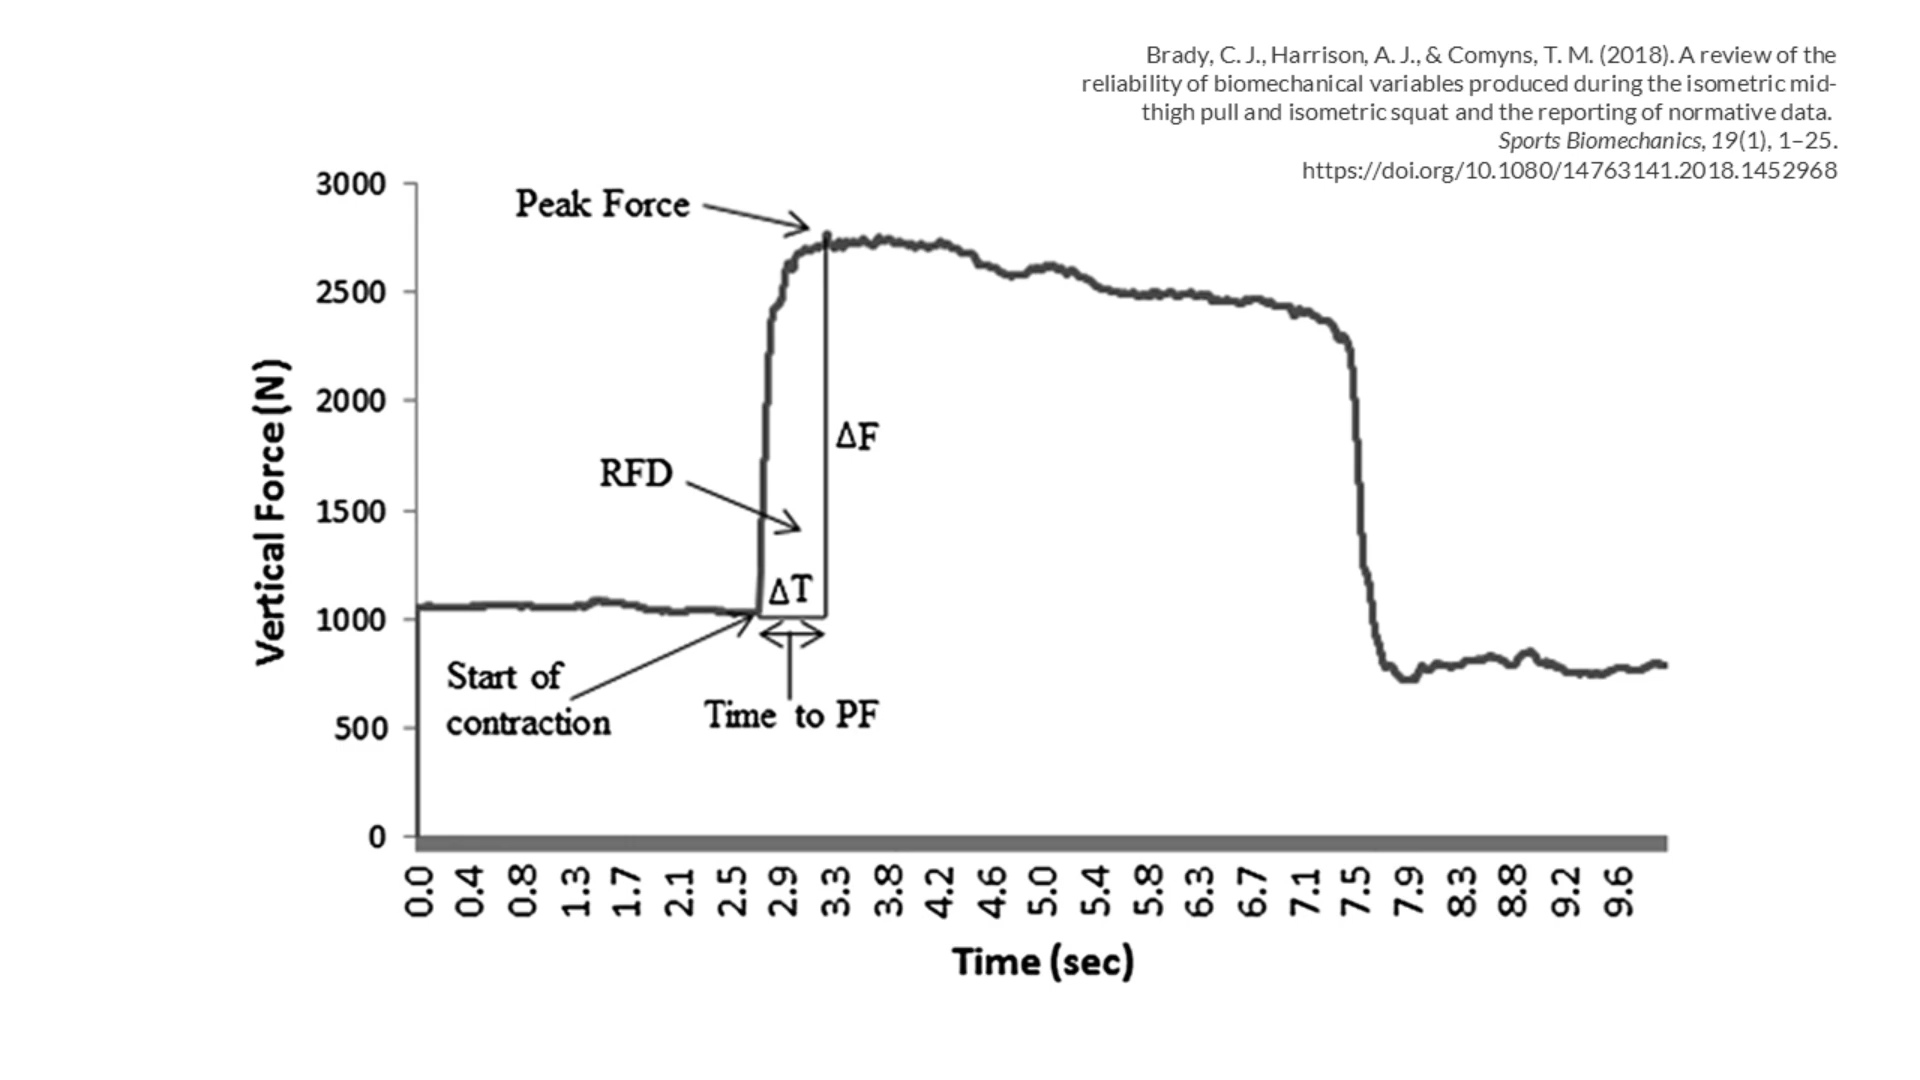 Brady, C. J., Harrison, A. J., & Comyns, T. M. (2018). A review of the
reliability of biomechanical variables produced during the isometric mid-
thigh pull and isometric squat and the reporting of normative data.
Sports Biomechanics, 19(1), 1–25.
https://doi.org/10.1080/14763141.2018.1452968
3000
Peak Force
2500
2000
ΔF
RFD
1500
ΔT
1000
Start of
contraction
Time to PF
500
0
Vertical Force (N)
0.0 0.4 0.8 1.3 1.7 2.1 2.5 2.9 3.3 3.8 4.2 4.6 5.0 5.4 5.8 6.3 6.7 7.1 7.5 7.9 8.3 8.8 9.2 9.6
Time (sec)